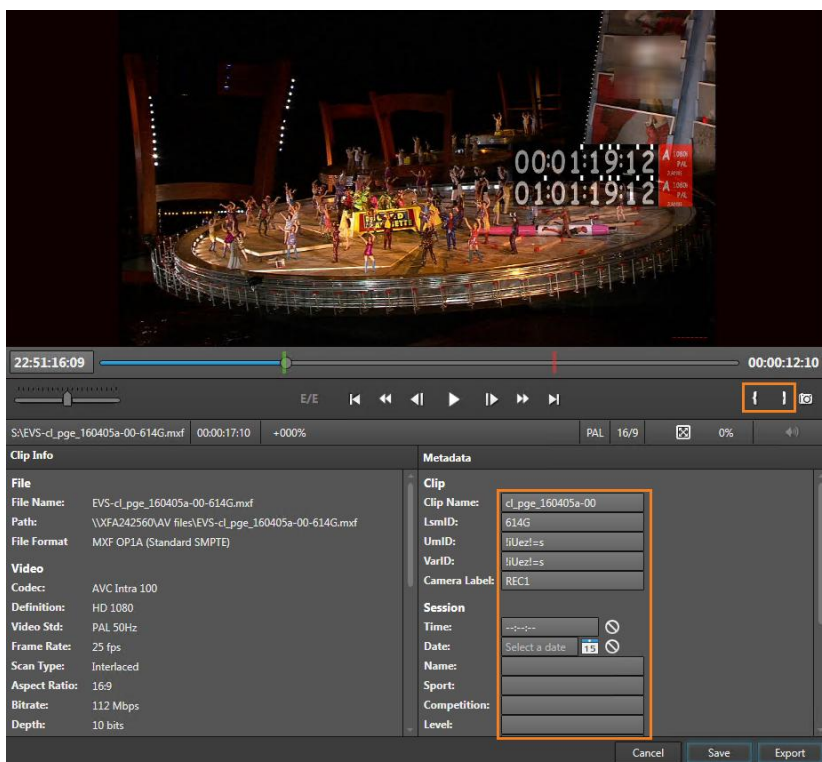 00:01:19:12 A 1080i
PAL
01:01:19:12 A 1080i
PAL
22:51:16:09 00:00:12:10
E/E { }
S:\EVS-cl_pge_160405a-00-614G.mxf 00:00:17:10 +000% PAL 16/9 0%
Clip Info Metadata
File Clip
File Name: EVS-cl_pge_160405a-00-614G.mxf Clip Name: cl_pge_160405a-00
Path: \\XFA242560\AV files\EVS-cl_pge_160405a-00-614G.mxf LsmID: 614G
File Format MXF OP1A (Standard SMPTE) UmID: !iUez!=s
Video VarID: !iUez!=s
Codec: AVC Intra 100 Camera Label: REC1
Definition: HD 1080 Session
Video Std: PAL 50Hz Time: --:--:--
Frame Rate: 25 fps Date: Select a date 15
Scan Type: Interlaced Name:
Aspect Ratio: 16:9 Sport:
Bitrate: 112 Mbps Competition:
Depth: 10 bits Level:
Cancel Save Export